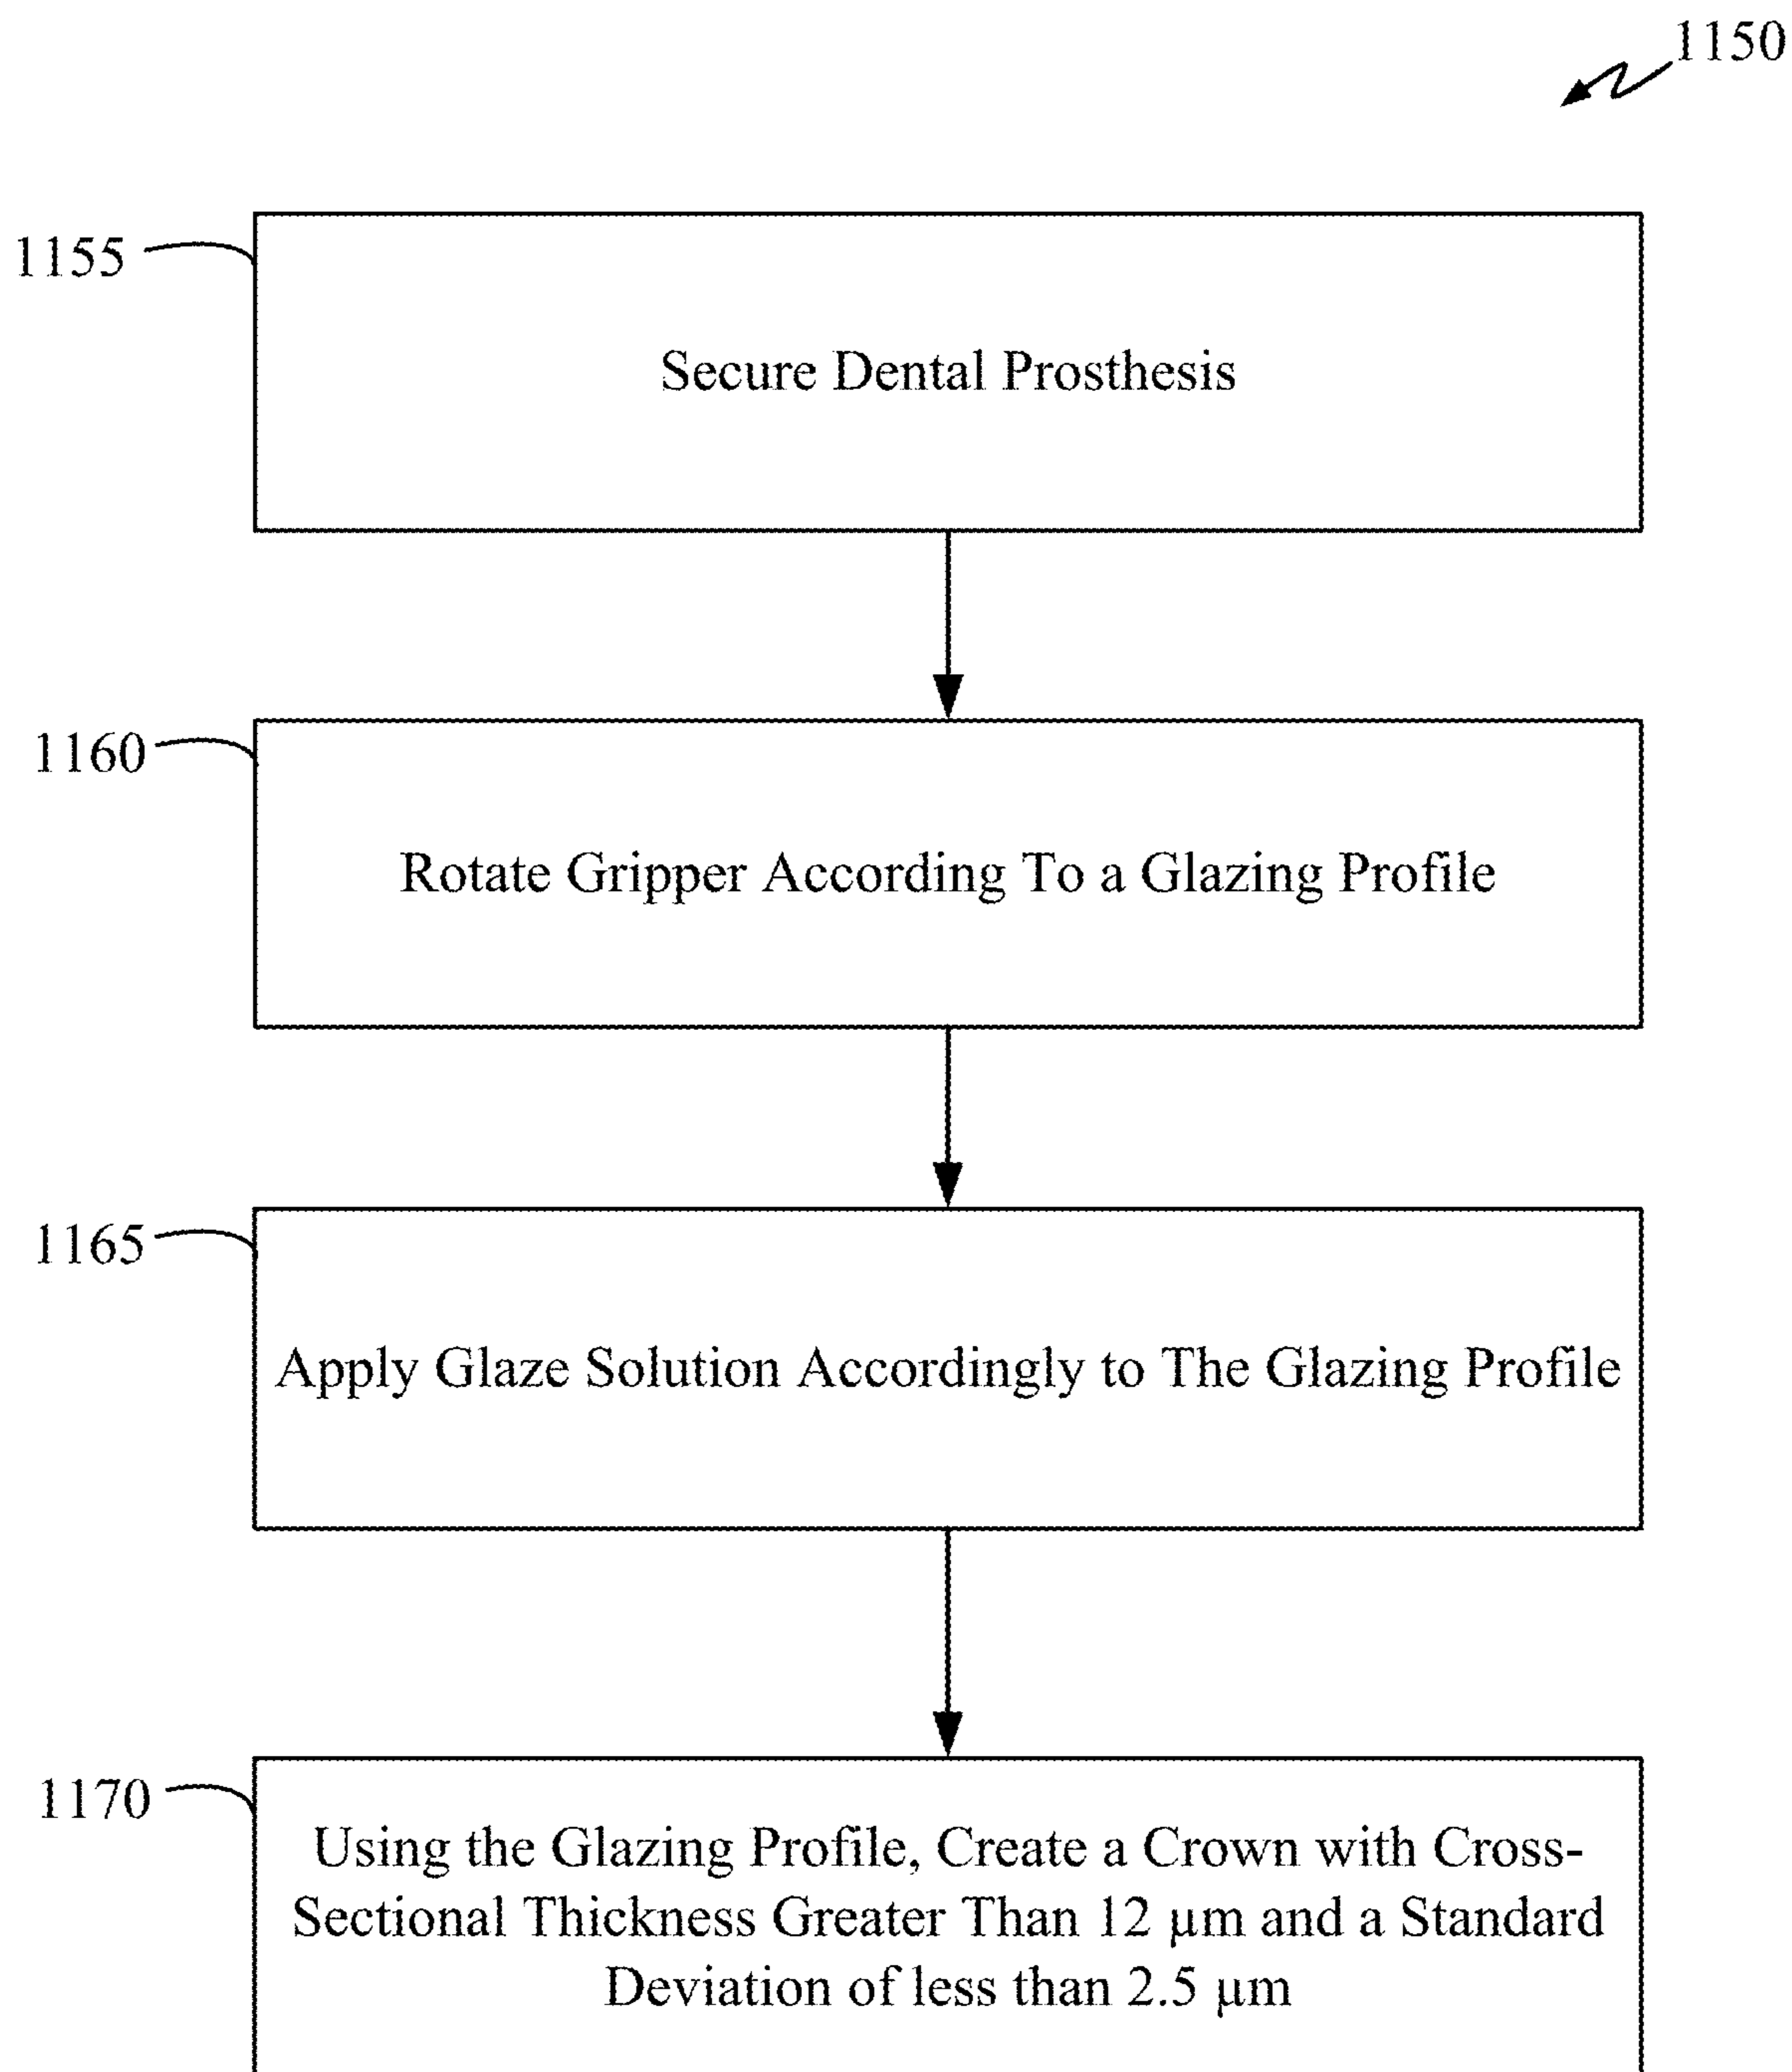 1150
1155
Secure Dental Prosthesis
1160
Rotate Gripper According To a Glazing Profile
1165
Apply Glaze Solution Accordingly to The Glazing Profile
1170
Using the Glazing Profile, Create a Crown with Cross-
Sectional Thickness Greater Than 12 µm and a Standard
Deviation of less than 2.5 µm